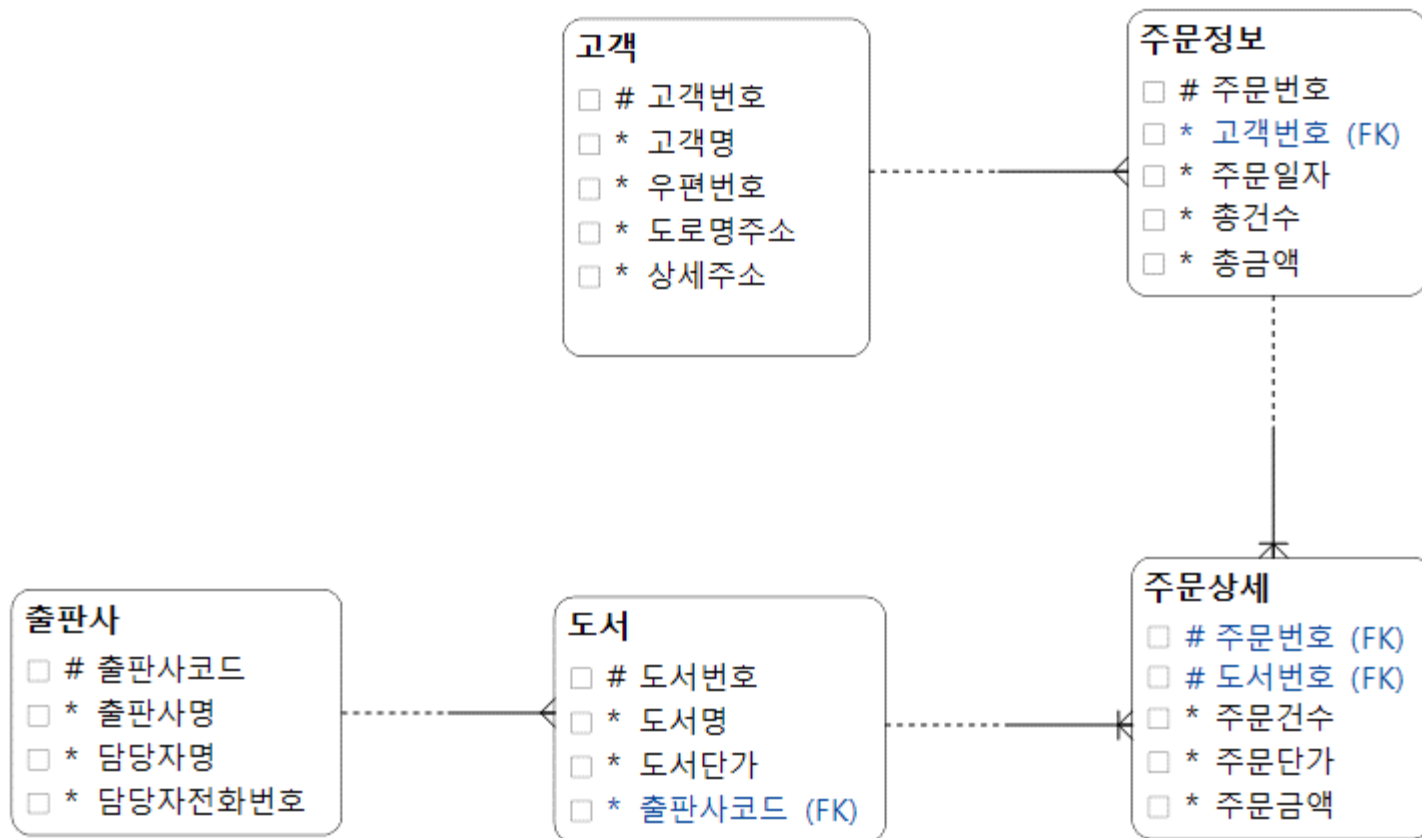 고객
# 고객번호
* 고객명
* 우편번호
* 도로명주소
* 상세주소
주문정보
# 주문번호
* 고객번호 (FK)
* 주문일자
* 총건수
* 총금액
출판사
# 출판사코드
* 출판사명
* 담당자명
* 담당자전화번호
도서
# 도서번호
* 도서명
* 도서단가
* 출판사코드 (FK)
주문상세
# 주문번호 (FK)
# 도서번호 (FK)
* 주문건수
* 주문단가
* 주문금액